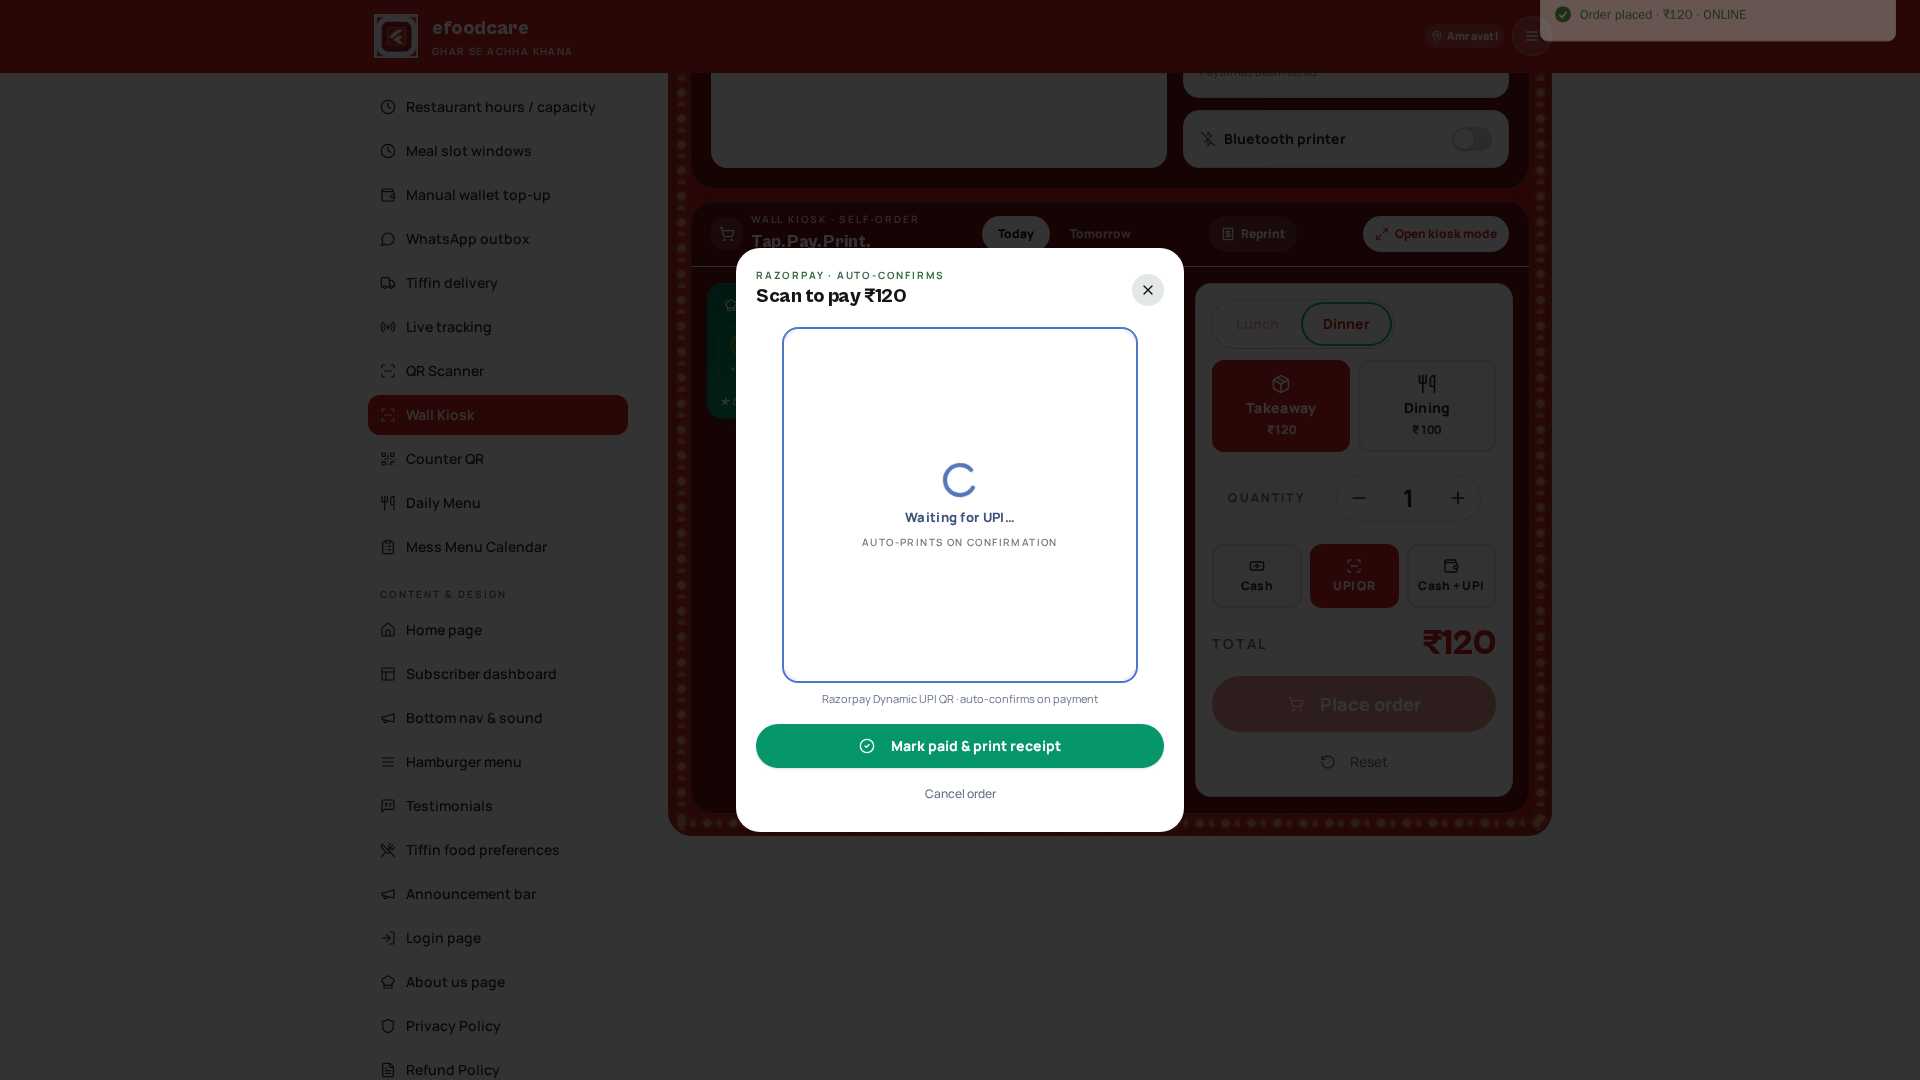 efoodcare
GHAR SE ACHHA KHANA
Amravati
Order placed · ₹120 · ONLINE
Restaurant hours / capacity
Meal slot windows
Manual wallet top-up
WhatsApp outbox
Tiffin delivery
Live tracking
QR Scanner
Wall Kiosk
Counter QR
Daily Menu
Mess Menu Calendar
CONTENT & DESIGN
Home page
Subscriber dashboard
Bottom nav & sound
Hamburger menu
Testimonials
Tiffin food preferences
Announcement bar
Login page
About us page
Privacy Policy
Refund Policy
Bluetooth printer
WALL KIOSK · SELF-ORDER
Tap. Pay. Print.
Today
Tomorrow
Reprint
Open kiosk mode
RAZORPAY · AUTO-CONFIRMS
Scan to pay ₹120
Waiting for UPI…
AUTO-PRINTS ON CONFIRMATION
Razorpay Dynamic UPI QR · auto-confirms on payment
Mark paid & print receipt
Cancel order
Lunch
Dinner
Takeaway
₹120
Dining
₹100
QUANTITY
1
Cash
UPI QR
Cash + UPI
TOTAL
₹120
Place order
Reset